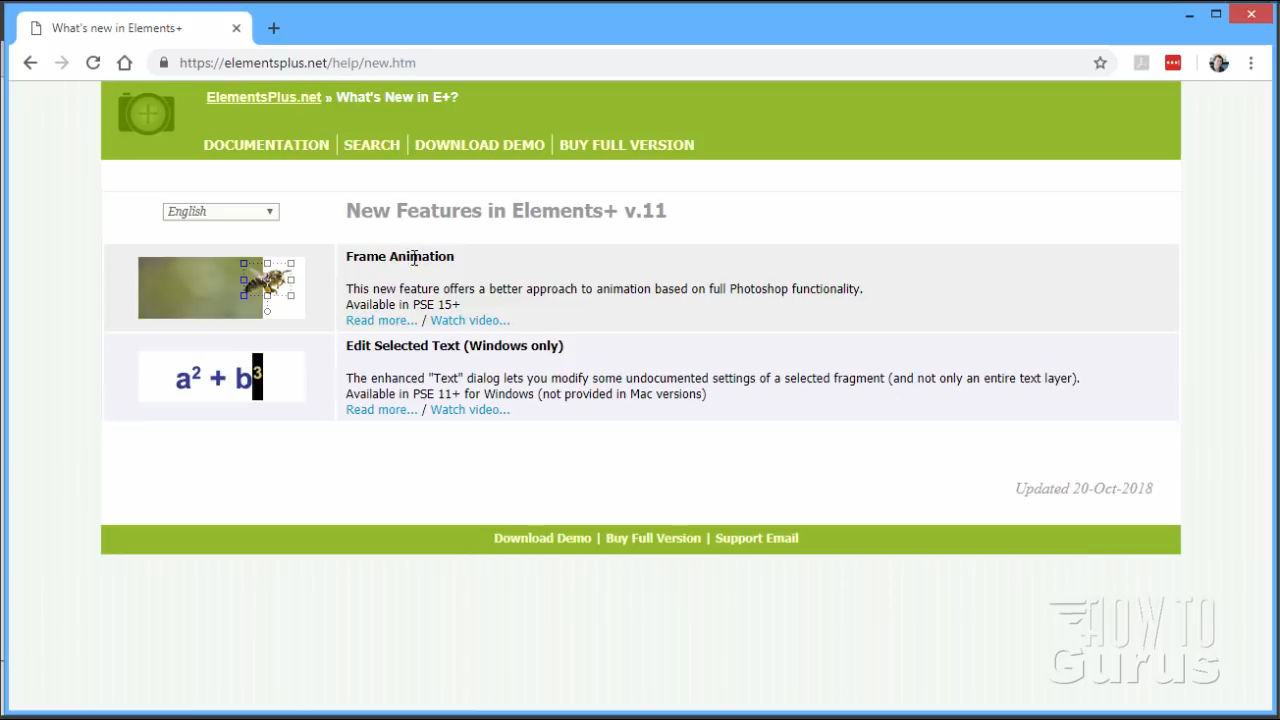 What's new in Elements+
https://elementsplus.net/help/new.htm
ElementsPlus.net » What's New in E+?
DOCUMENTATION | SEARCH | DOWNLOAD DEMO | BUY FULL VERSION
English
New Features in Elements+ v.11
Frame Animation
This new feature offers a better approach to animation based on full Photoshop functionality.
Available in PSE 15+
Read more... / Watch video...
Edit Selected Text (Windows only)
a² + b³
The enhanced "Text" dialog lets you modify some undocumented settings of a selected fragment (and not only an entire text layer).
Available in PSE 11+ for Windows (not provided in Mac versions)
Read more... / Watch video...
Updated 20-Oct-2018
Download Demo | Buy Full Version | Support Email
HOW TO
Gurus